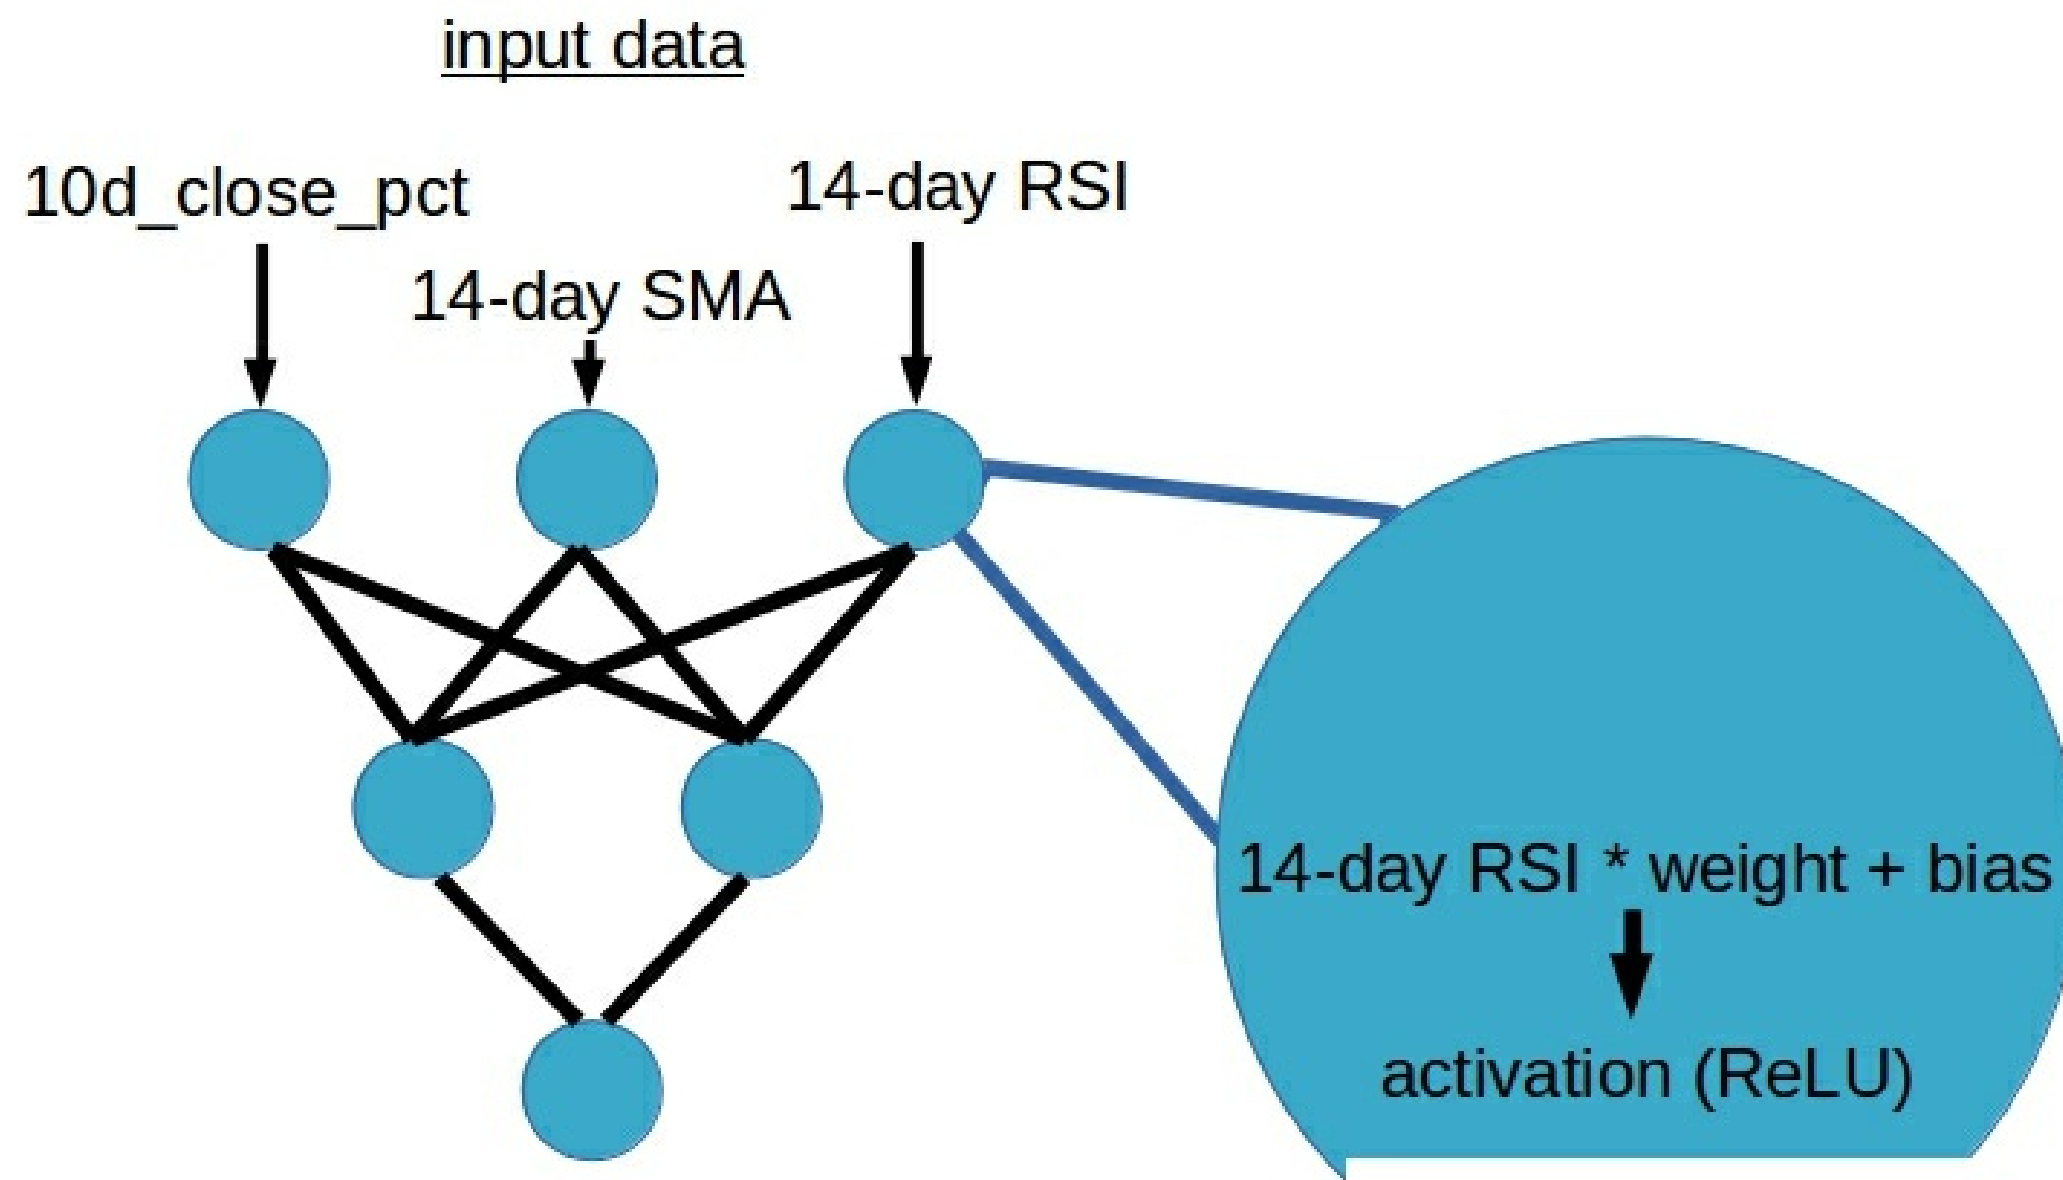 input data
10d_close_pct
14-day SMA
14-day RSI
14-day RSI * weight + bias
activation (ReLU)